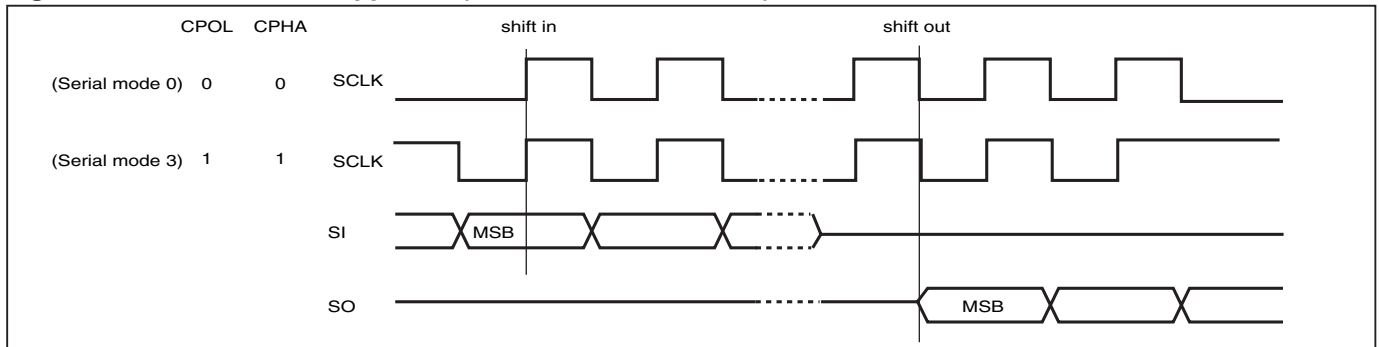 CPOL CPHA shift in shift out
(Serial mode 0) 0 0 SCLK
(Serial mode 3) 1 1 SCLK
SI MSB
SO MSB